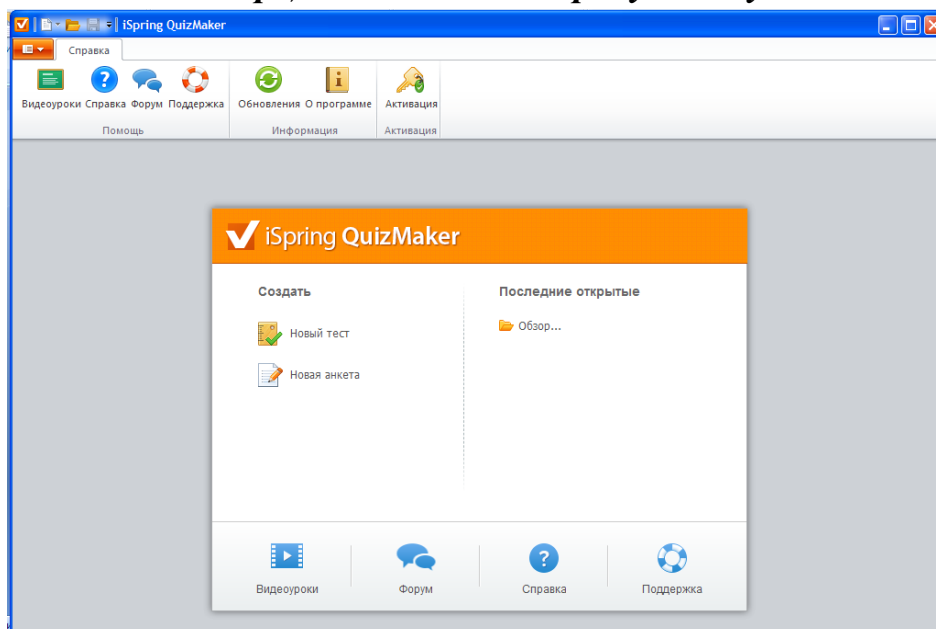 iSpring QuizMaker
Справка
Видеоуроки Справка Форум Поддержка Обновления О программе Активация
Помощь Информация Активация
iSpring QuizMaker
Создать Последние открытые
Новый тест Обзор...
Новая анкета
Видеоуроки Форум Справка Поддержка